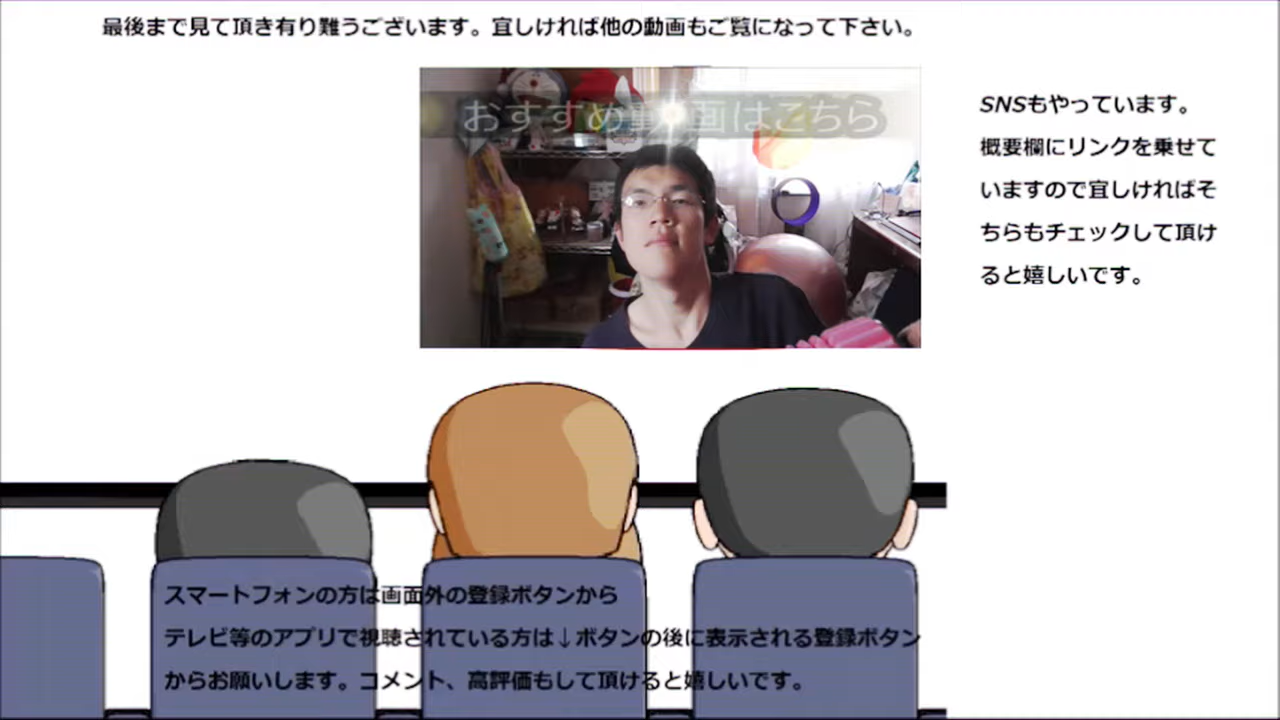 最後まで見て頂き有り難うございます。宜しければ他の動画もご覧になって下さい。
おすすめ動画はこちら
SNSもやっています。
概要欄にリンクを乗せて
いますので宜しければそ
ちらもチェックして頂け
ると嬉しいです。
スマートフォンの方は画面外の登録ボタンから
テレビ等のアプリで視聴されている方は↓ボタンの後に表示される登録ボタン
からお願いします。コメント、高評価もして頂けると嬉しいです。